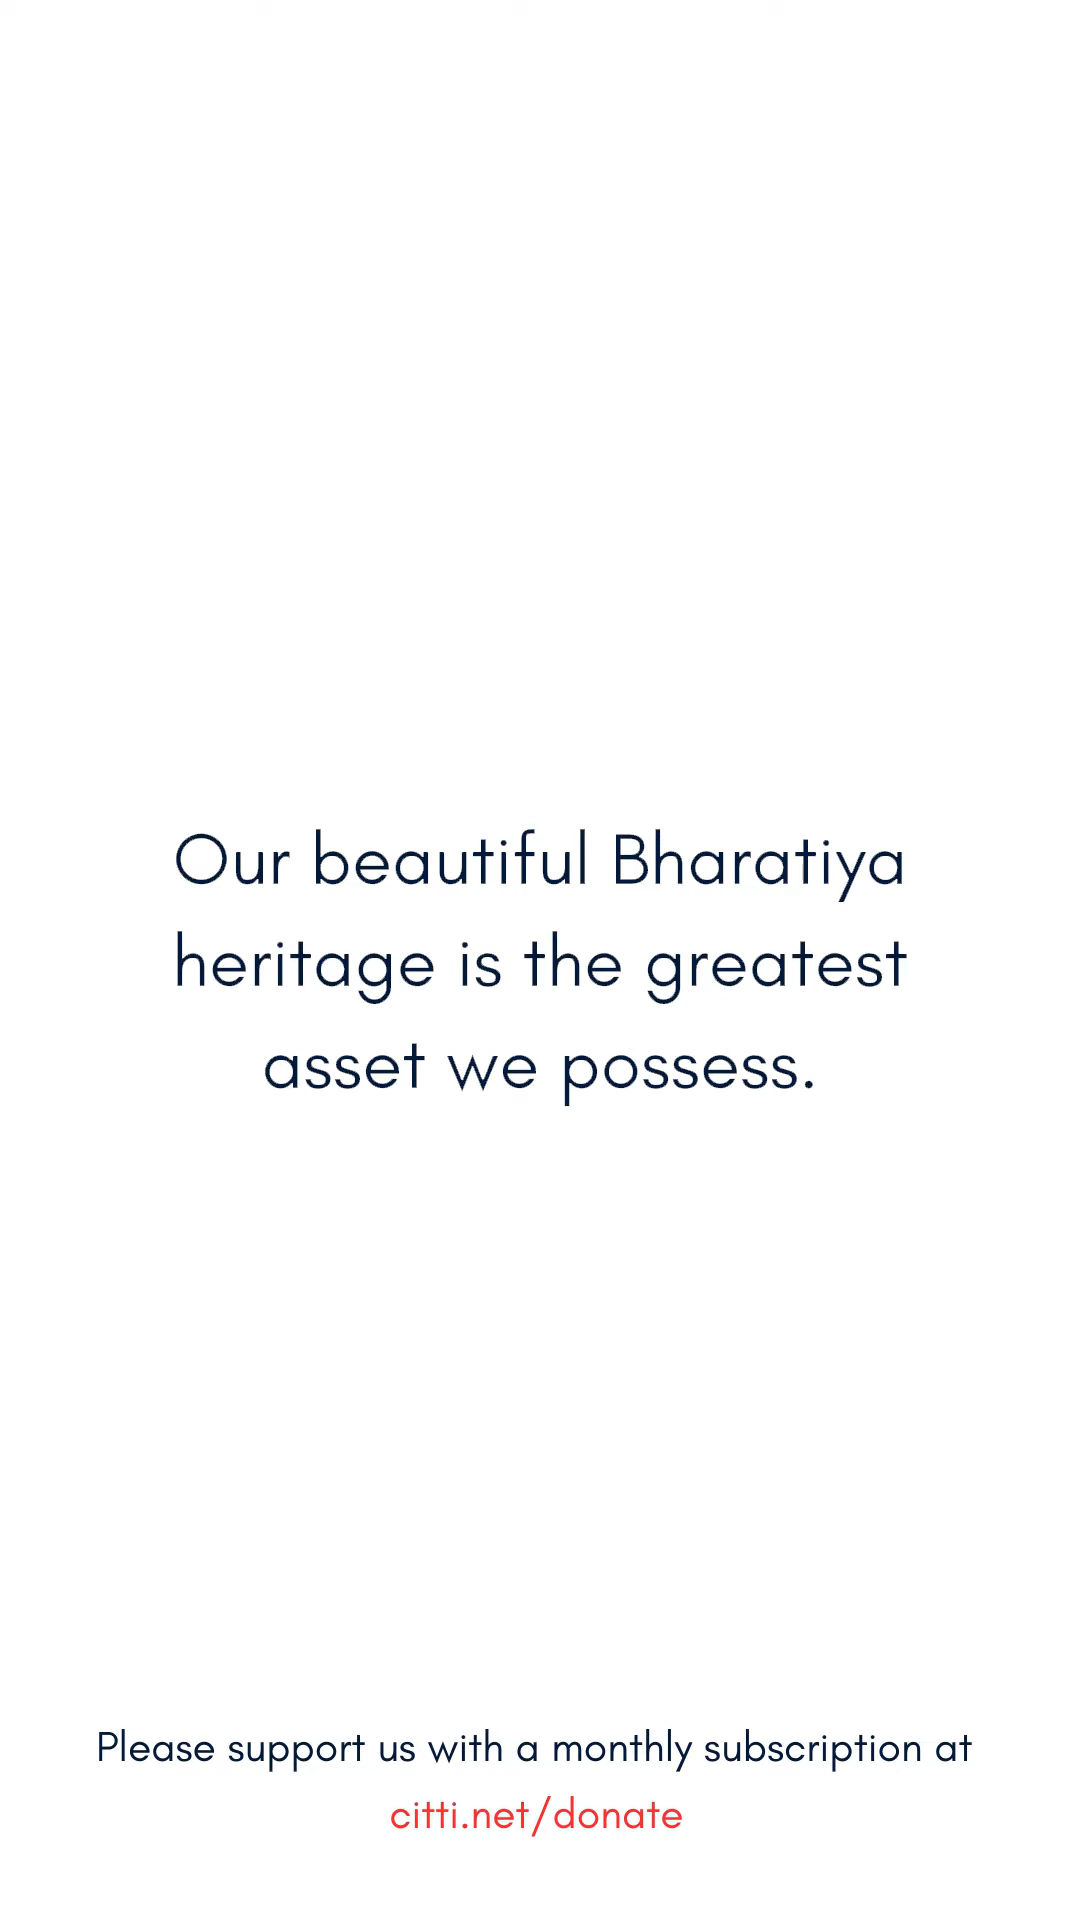 Our beautiful Bharatiya
heritage is the greatest
asset we possess.
Please support us with a monthly subscription at
citti.net/donate